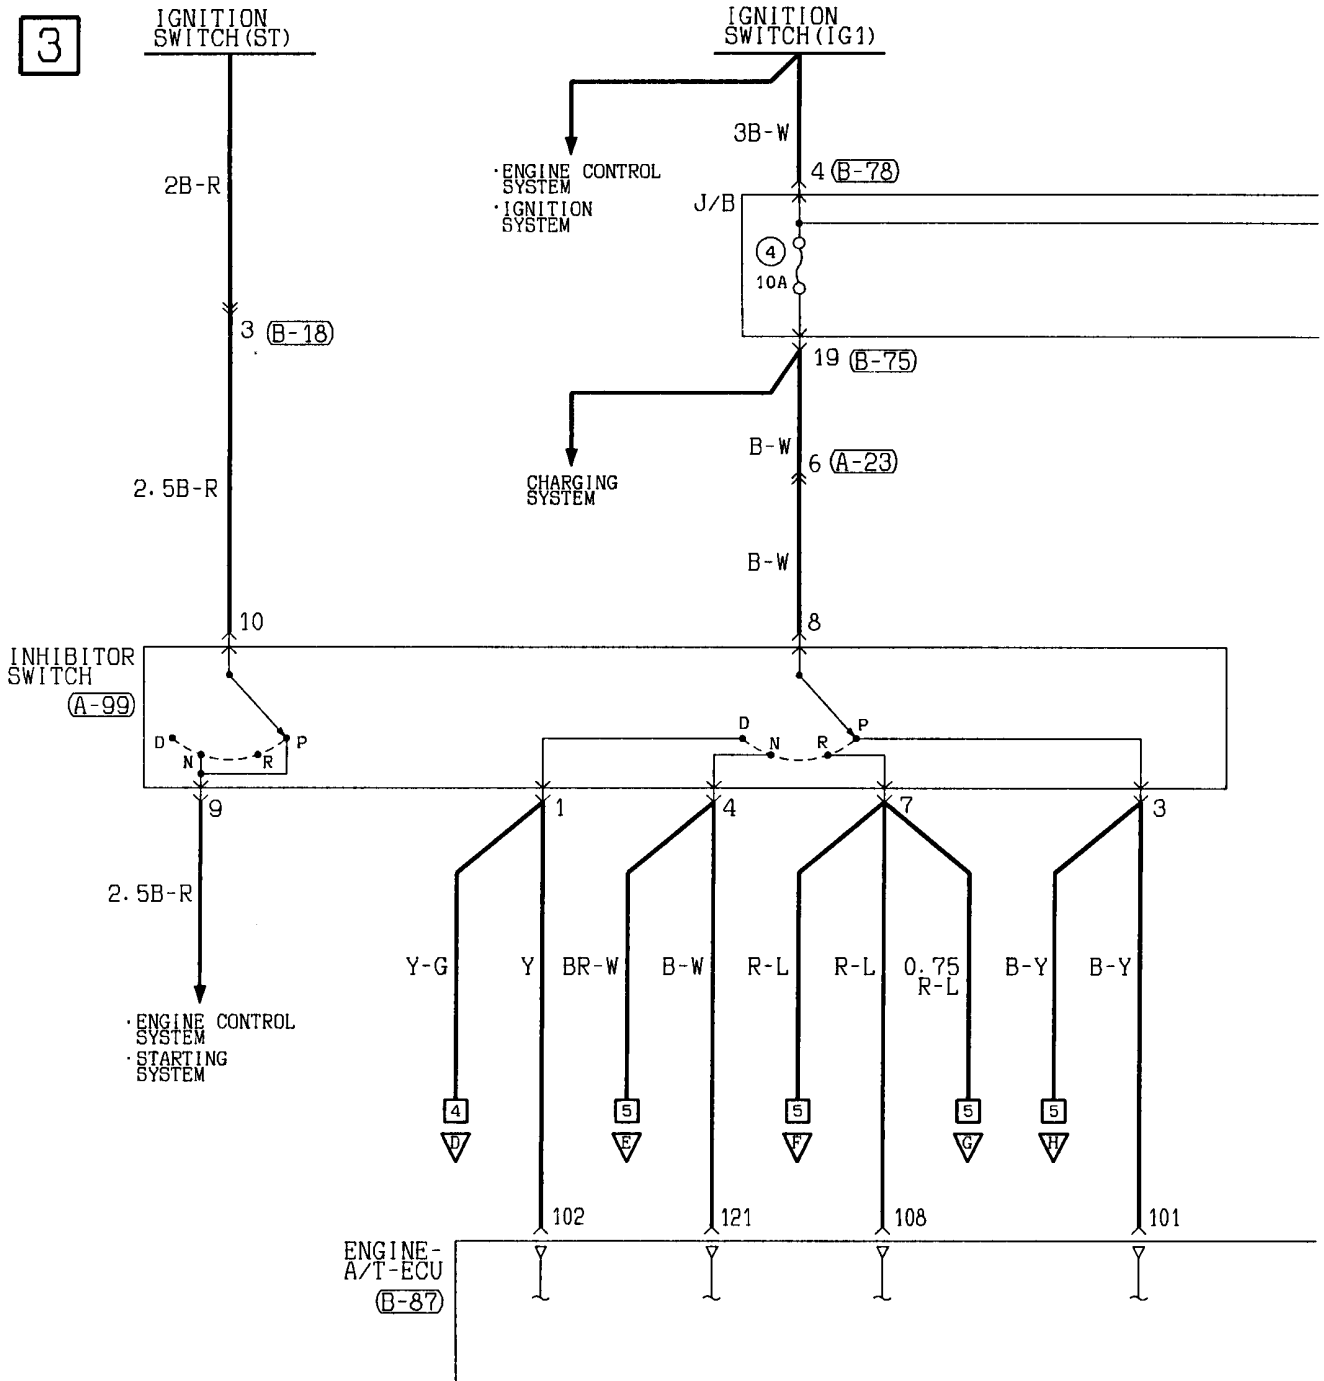 3
IGNITION
SWITCH(ST)
IGNITION
SWITCH(IG1)
3B-W
2B-R
·ENGINE CONTROL
SYSTEM
·IGNITION
SYSTEM
4 (B-78)
J/B
4
10A
3 (B-18)
19 (B-75)
B-W
6 (A-23)
2.5B-R
CHARGING
SYSTEM
B-W
10
8
INHIBITOR
SWITCH
(A-99)
D
N
R
P
D
N
R
P
9
1
4
7
3
2.5B-R
Y-G
Y
BR-W
B-W
R-L
R-L
0.75
R-L
B-Y
B-Y
·ENGINE CONTROL
SYSTEM
·STARTING
SYSTEM
4
5
5
5
5
D
E
F
G
H
102
121
108
101
ENGINE-
A/T-ECU
(B-87)